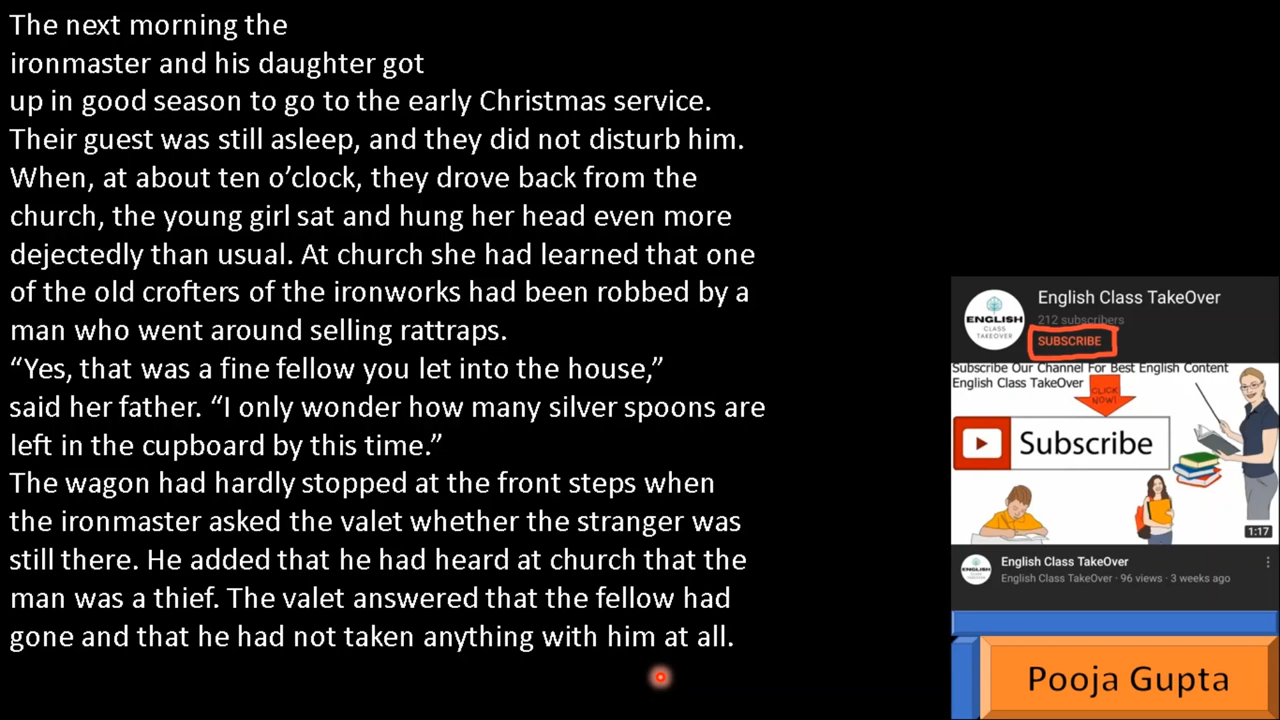 The next morning the
ironmaster and his daughter got
up in good season to go to the early Christmas service.
Their guest was still asleep, and they did not disturb him.
When, at about ten o’clock, they drove back from the
church, the young girl sat and hung her head even more
dejectedly than usual. At church she had learned that one
of the old crofters of the ironworks had been robbed by a
man who went around selling rattraps.
“Yes, that was a fine fellow you let into the house,”
said her father. “I only wonder how many silver spoons are
left in the cupboard by this time.”
The wagon had hardly stopped at the front steps when
the ironmaster asked the valet whether the stranger was
still there. He added that he had heard at church that the
man was a thief. The valet answered that the fellow had
gone and that he had not taken anything with him at all.
ENGLISH
CLASS
TAKEOVER
English Class TakeOver
212 subscribers
SUBSCRIBE
Subscribe Our Channel For Best English Content
English Class TakeOver
CLICK
NOW!
Subscribe
1:17
ENGLISH
English Class TakeOver
English Class TakeOver • 96 views • 3 weeks ago
Pooja Gupta